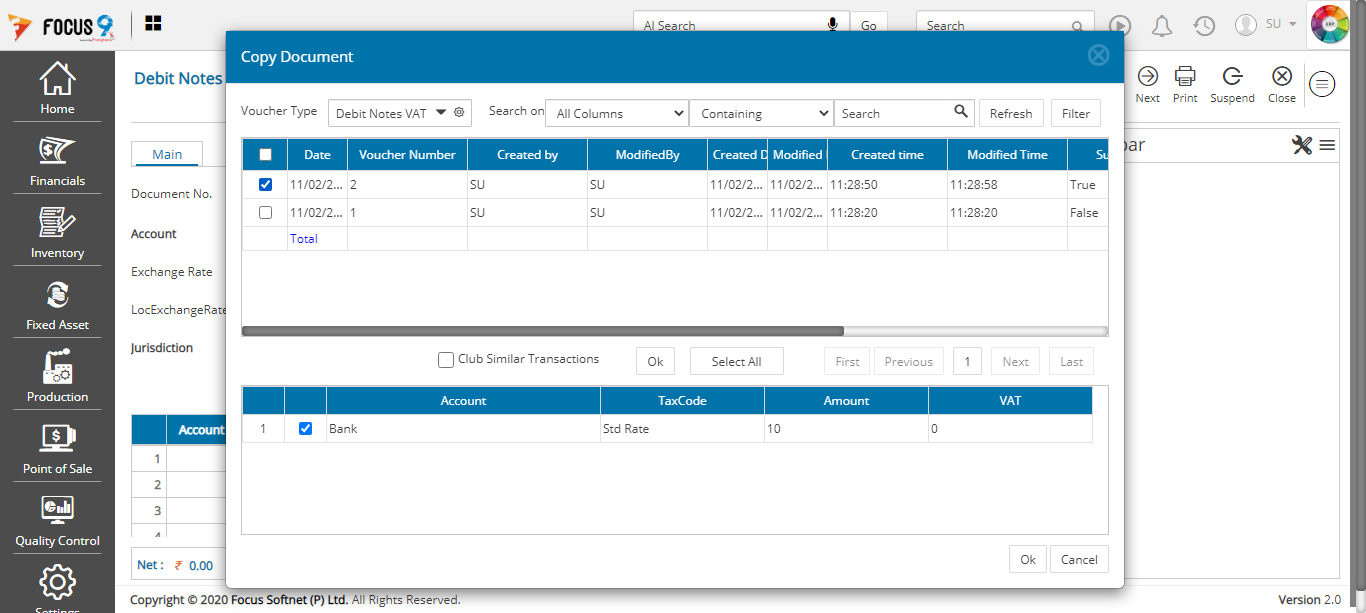 FOCUS 9
AI Search
Go
Search
SU
ERP
Home
Financials
Inventory
Fixed Asset
Production
Point of Sale
Quality Control
Settings
Debit Notes
Next
Print
Suspend
Close
Main
Document No.
Account
Exchange Rate
LocExchangeRate
Jurisdiction
Account
1
2
3
4
Net : ₹ 0.00
bar
Copy Document
Voucher Type
Debit Notes VAT
Search on
All Columns
Containing
Search
Refresh
Filter
Date Voucher Number Created by ModifiedBy Created D Modified Created time Modified Time Su
11/02/2... 2 SU SU 11/02/2... 11/02/2... 11:28:50 11:28:58 True
11/02/2... 1 SU SU 11/02/2... 11/02/2... 11:28:20 11:28:20 False
Total
Club Similar Transactions
Ok
Select All
First
Previous
1
Next
Last
Account TaxCode Amount VAT
1 Bank Std Rate 10 0
Ok
Cancel
Copyright © 2020 Focus Softnet (P) Ltd. All Rights Reserved.
Version 2.0